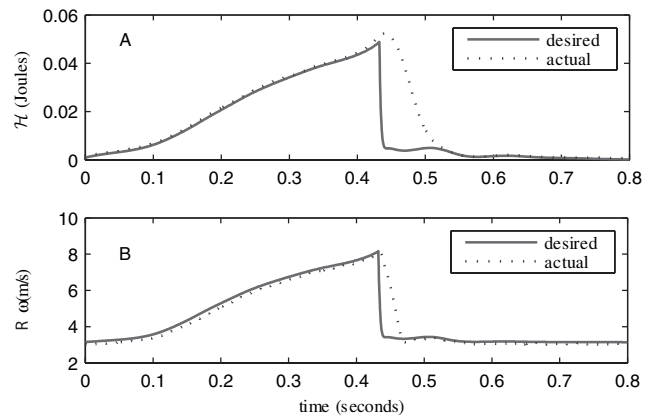 0.06
0.04
0.02
0
ℋ (Joules)
A
desired
actual
0 0.1 0.2 0.3 0.4 0.5 0.6 0.7 0.8
10
8
6
4
2
R ω(m/s)
B
desired
actual
0 0.1 0.2 0.3 0.4 0.5 0.6 0.7 0.8
time (seconds)